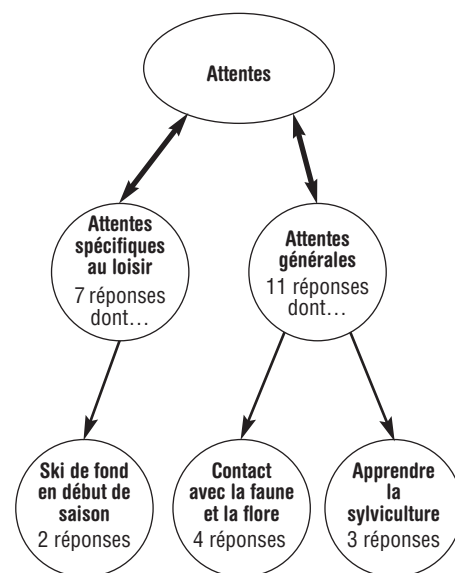 Attentes
Attentes
spécifiques
au loisir
7 réponses
dont…
Attentes
générales
11 réponses
dont…
Ski de fond
en début de
saison
2 réponses
Contact
avec la faune
et la flore
4 réponses
Apprendre
la
sylviculture
3 réponses